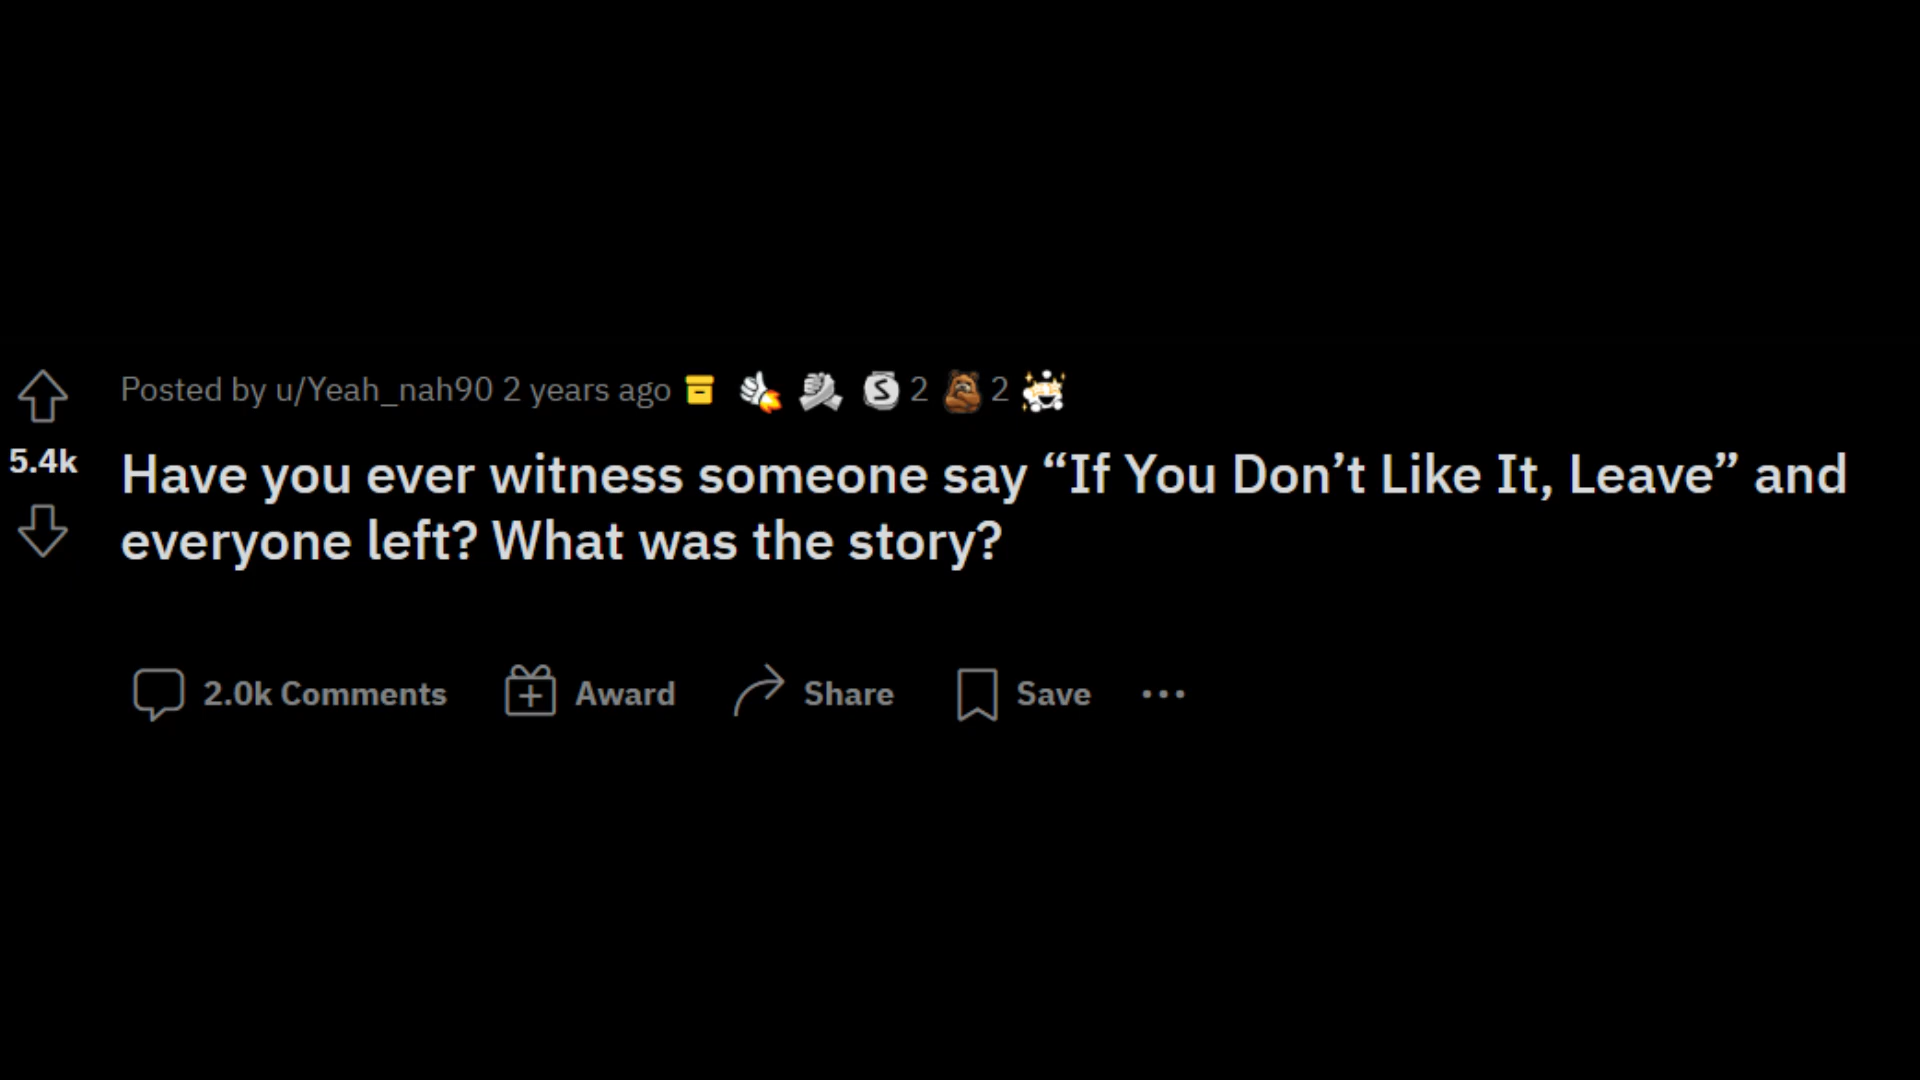 Posted by u/Yeah_nah90 2 years ago S 2 2
5.4k
Have you ever witness someone say “If You Don’t Like It, Leave” and
everyone left? What was the story?
2.0k Comments Award Share Save